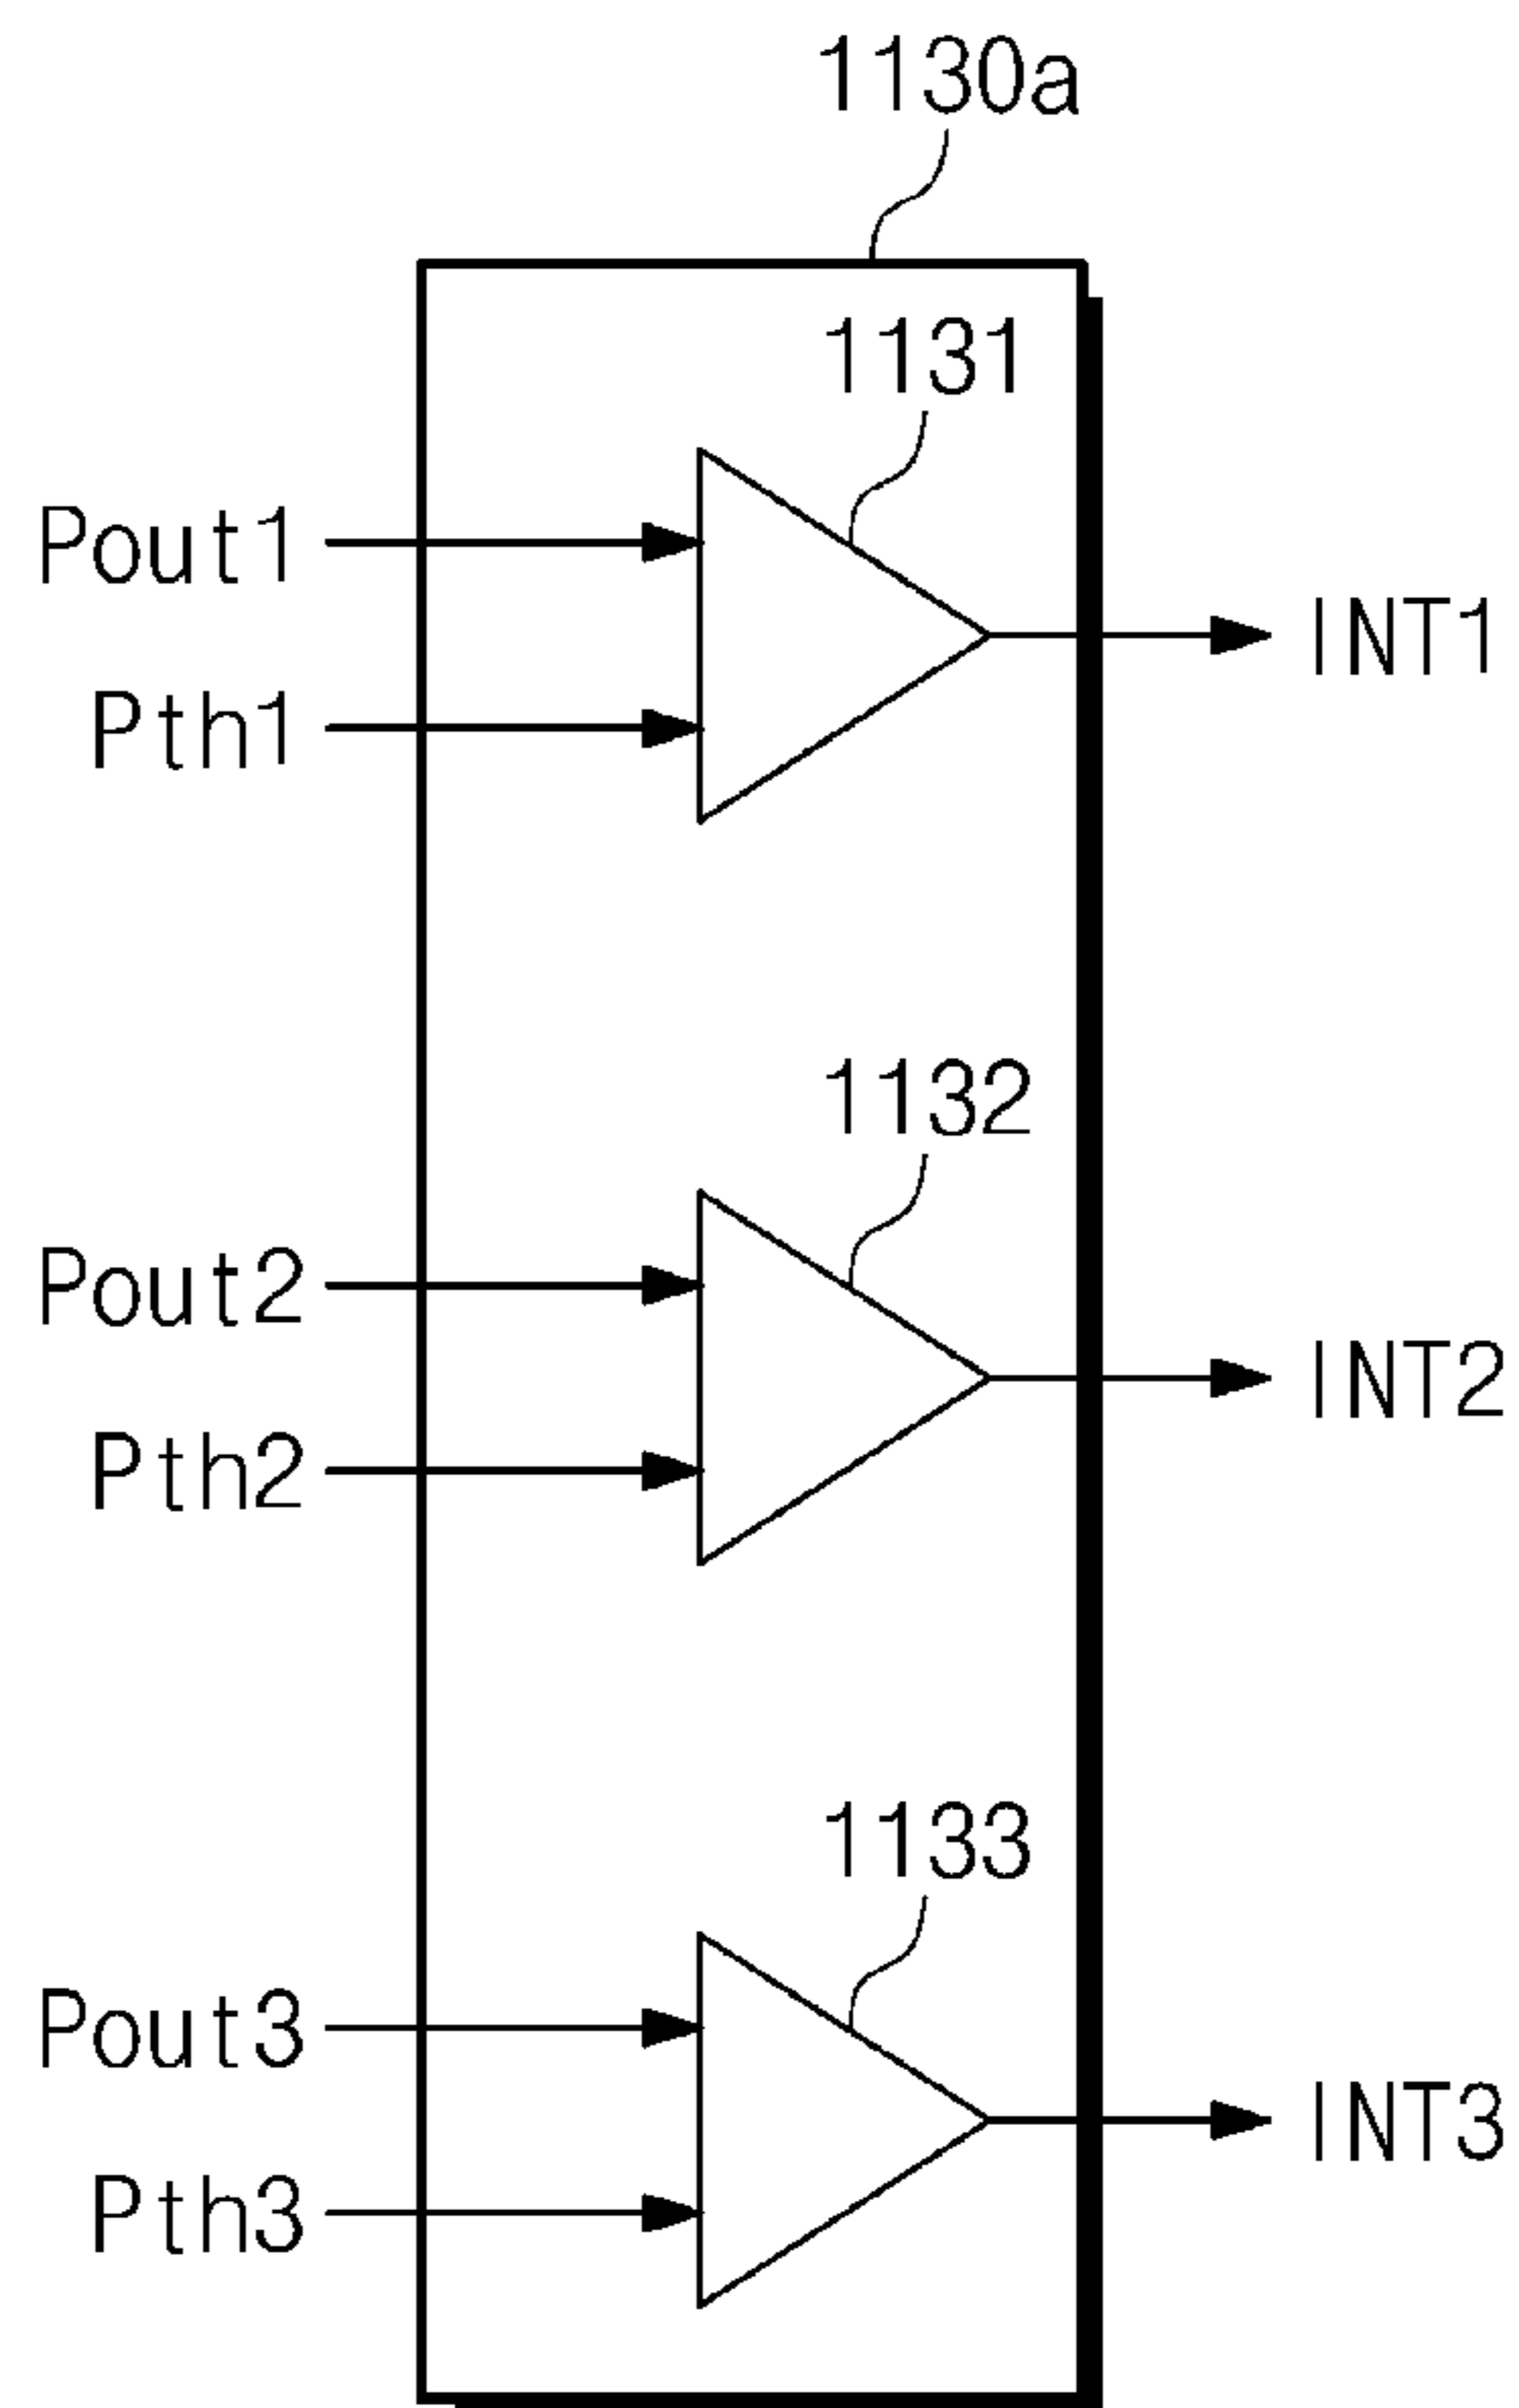 1130a
1131
Pout1
INT1
Pth1
1132
Pout2
INT2
Pth2
1133
Pout3
INT3
Pth3